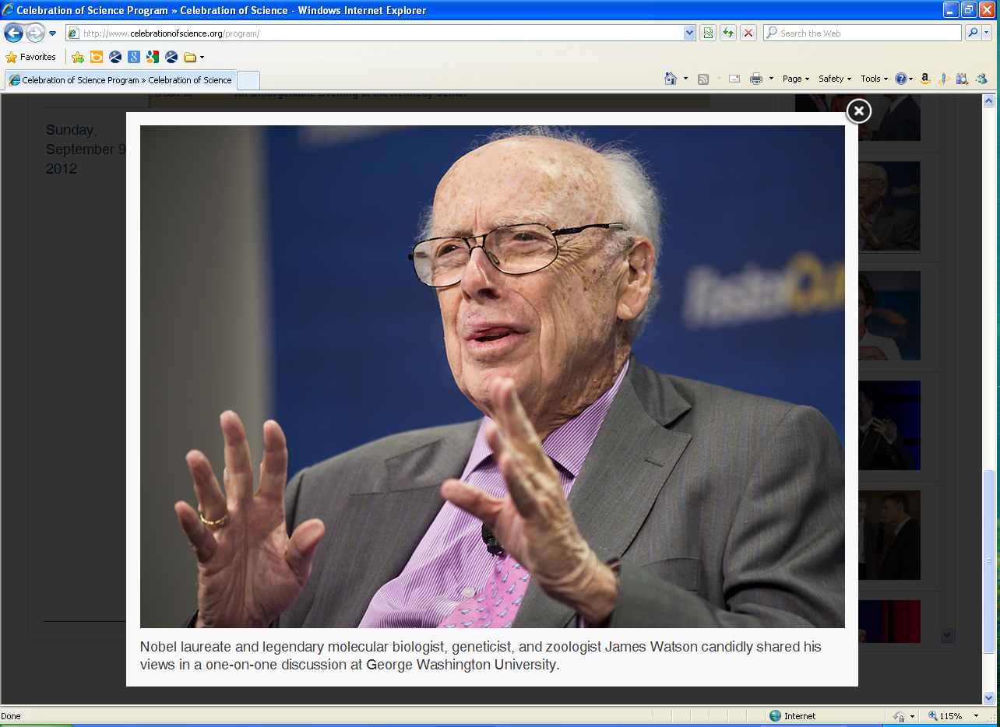 Celebration of Science Program » Celebration of Science - Windows Internet Explorer
http://www.celebrationofscience.org/program/
Search the Web
Favorites
Celebration of Science Program » Celebration of Science
Page
Safety
Tools
An Unforgettable Evening at the Kennedy Center
Sunday,
September 9
2012
Faster
Nobel laureate and legendary molecular biologist, geneticist, and zoologist James Watson candidly shared his
views in a one-on-one discussion at George Washington University.
Done
Internet
115%